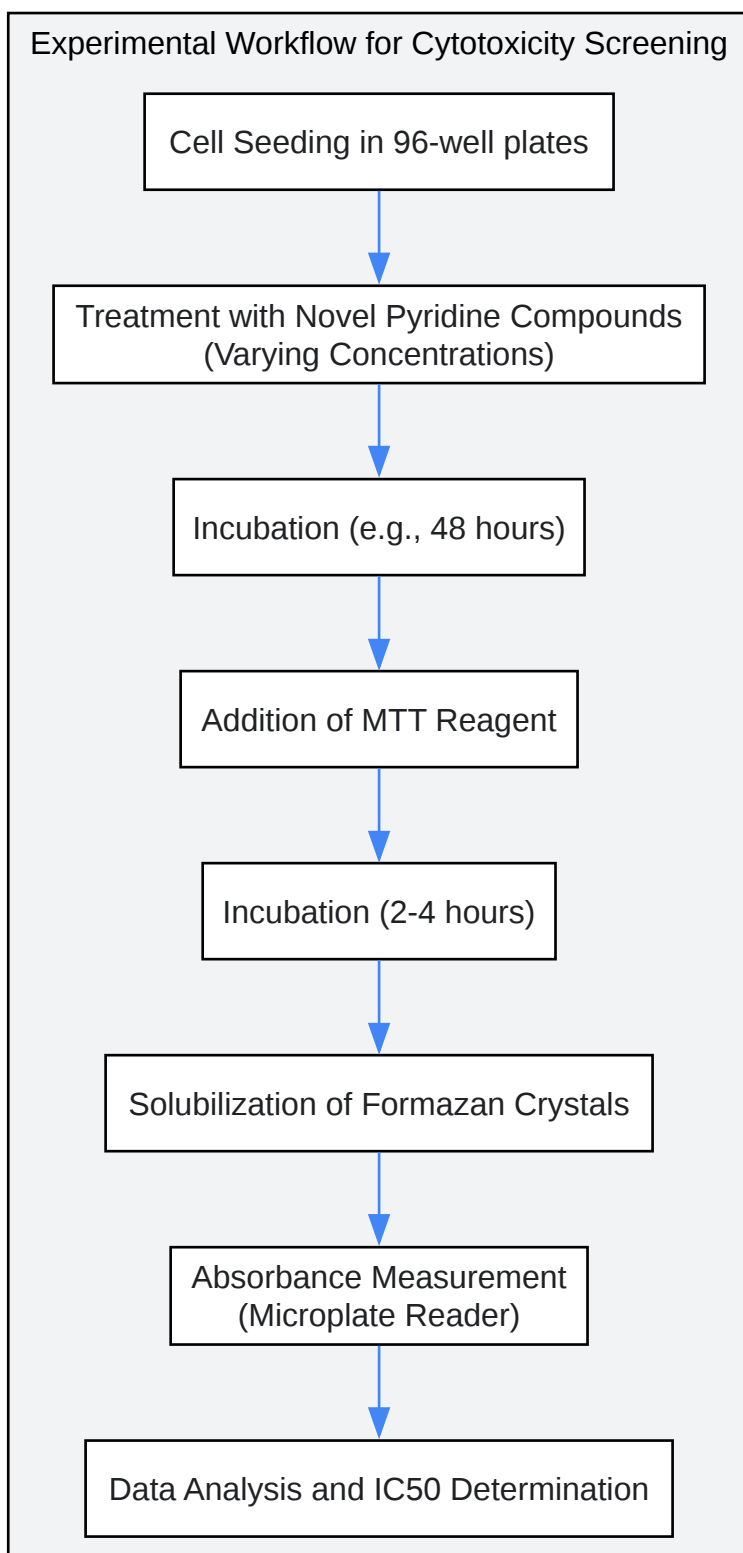 Experimental Workflow for Cytotoxicity Screening
Cell Seeding in 96-well plates
Treatment with Novel Pyridine Compounds
(Varying Concentrations)
Incubation (e.g., 48 hours)
Addition of MTT Reagent
Incubation (2-4 hours)
Solubilization of Formazan Crystals
Absorbance Measurement
(Microplate Reader)
Data Analysis and IC50 Determination